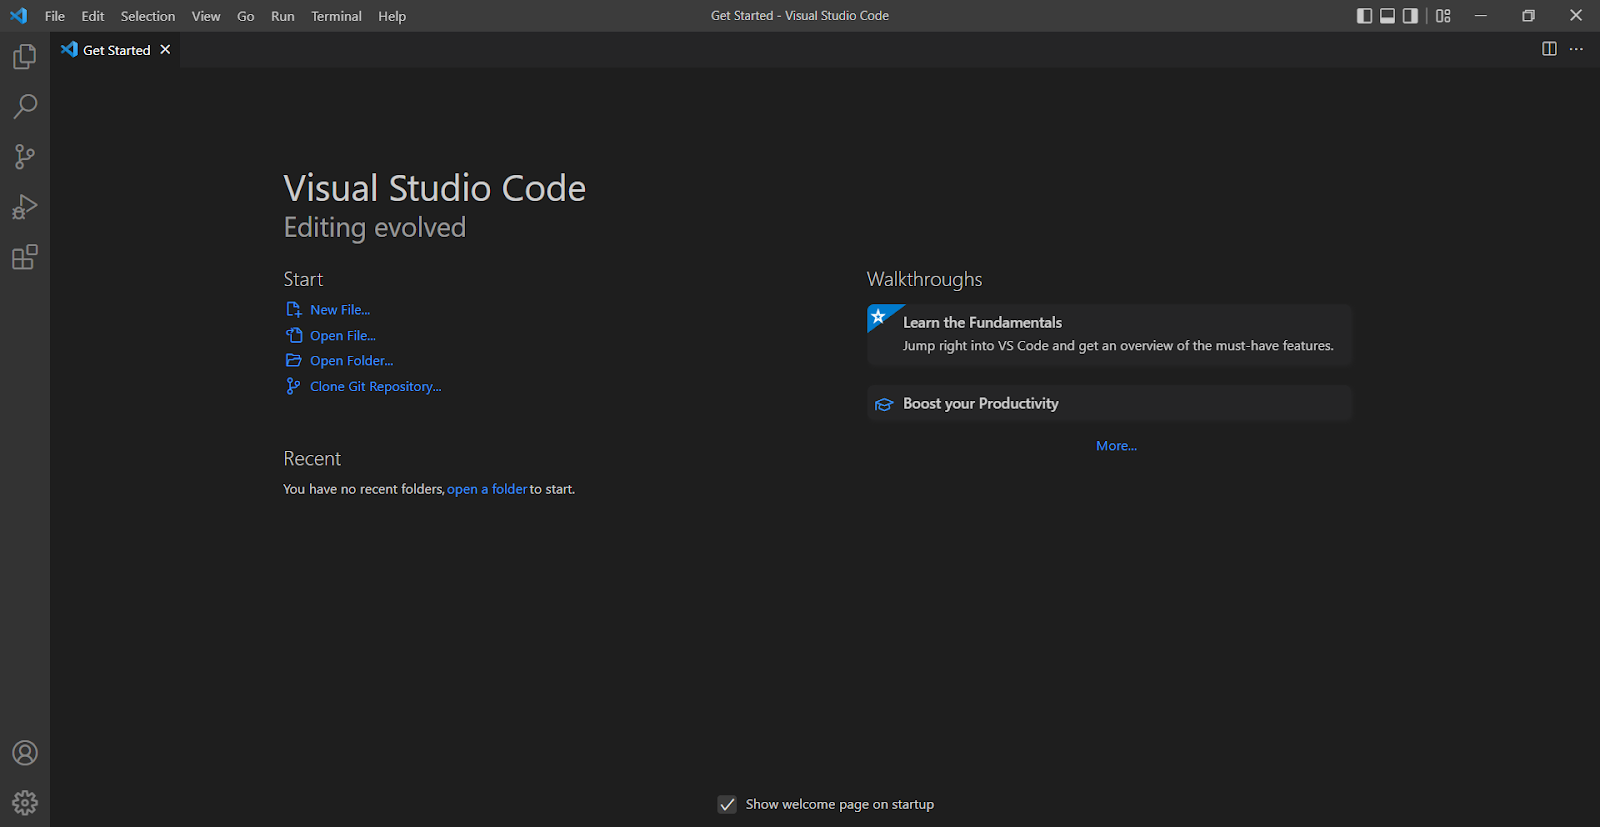 File Edit Selection View Go Run Terminal Help
Get Started - Visual Studio Code
Get Started
Visual Studio Code
Editing evolved
Start
New File...
Open File...
Open Folder...
Clone Git Repository...
Recent
You have no recent folders, open a folder to start.
Walkthroughs
Learn the Fundamentals
Jump right into VS Code and get an overview of the must-have features.
Boost your Productivity
More...
Show welcome page on startup